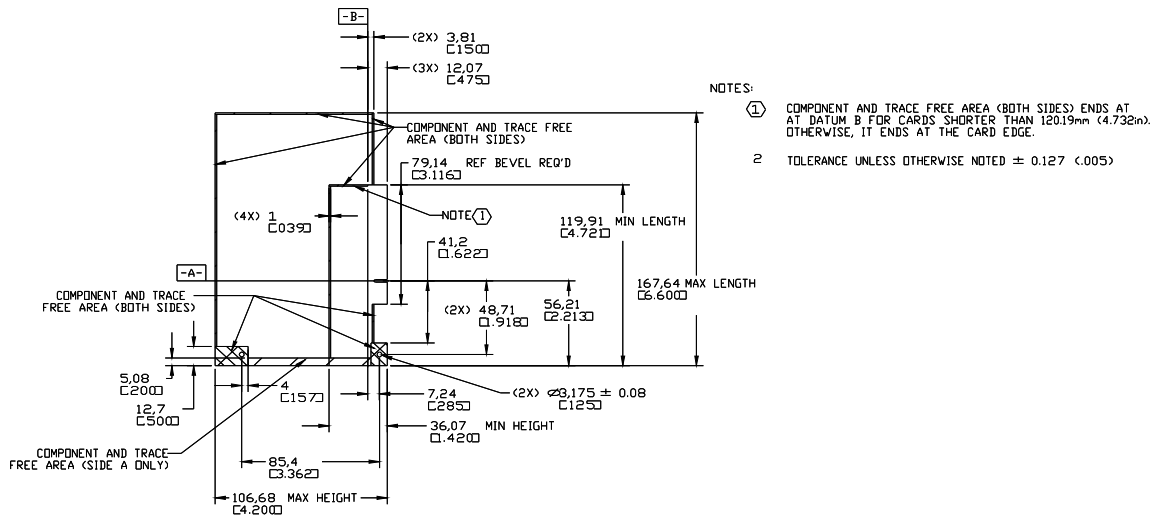 -B-
(2X) 3,81
[.150]
(3X) 12,07
[.475]
NOTES:
1 COMPONENT AND TRACE FREE AREA (BOTH SIDES) ENDS AT
AT DATUM B FOR CARDS SHORTER THAN 120.19mm (4.732in).
OTHERWISE, IT ENDS AT THE CARD EDGE.
2 TOLERANCE UNLESS OTHERWISE NOTED ± 0.127 (.005)
COMPONENT AND TRACE FREE
AREA (BOTH SIDES)
79,14 REF BEVEL REQ'D
[3.116]
(4X) 1
[.039]
NOTE 1
119,91 MIN LENGTH
[4.721]
41,2
[1.622]
-A-
167,64 MAX LENGTH
[6.600]
COMPONENT AND TRACE
FREE AREA (BOTH SIDES)
(2X) 48,71
[1.918]
56,21
[2.213]
5,08
[.200]
4
[.157]
7,24
[.285]
(2X) ⌀3,175 ± 0.08
[.125]
12,7
[.500]
36,07 MIN HEIGHT
[1.420]
COMPONENT AND TRACE
FREE AREA (SIDE A ONLY)
85,4
[3.362]
106,68 MAX HEIGHT
[4.200]